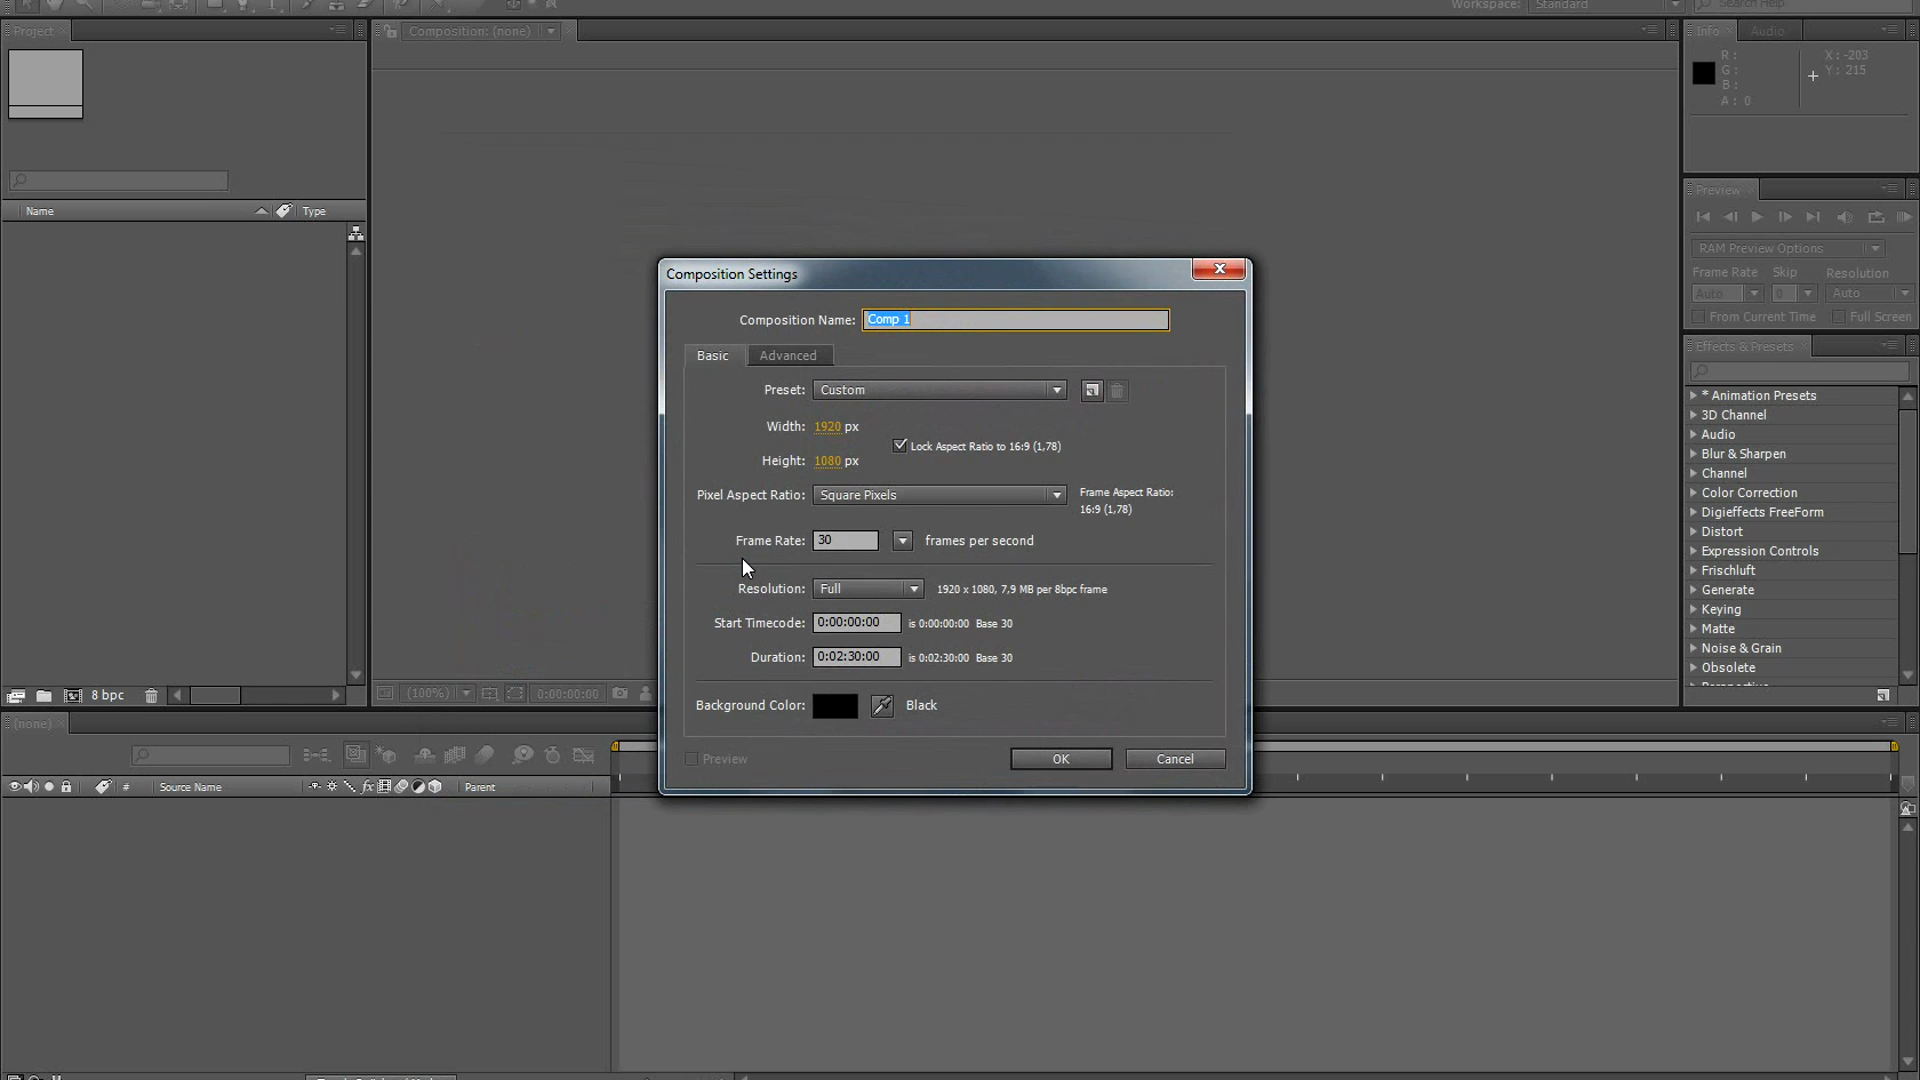 Workspace: Standard Search Help
Project
Composition: (none)
Info Audio
R :
G :
B :
A : 0
X : -203
Y : 215
Name Type
8 bpc
(100%) 0:00:00:00
Preview
RAM Preview Options
Frame Rate Skip Resolution
Auto 0 Auto
From Current Time Full Screen
Effects & Presets
* Animation Presets
3D Channel
Audio
Blur & Sharpen
Channel
Color Correction
Digieffects FreeForm
Distort
Expression Controls
Frischluft
Generate
Keying
Matte
Noise & Grain
Obsolete
Composition Settings
Composition Name: Comp 1
Basic Advanced
Preset: Custom
Width: 1920 px
Lock Aspect Ratio to 16:9 (1,78)
Height: 1080 px
Pixel Aspect Ratio: Square Pixels
Frame Aspect Ratio:
16:9 (1,78)
Frame Rate: 30 frames per second
Resolution: Full 1920 x 1080, 7,9 MB per 8bpc frame
Start Timecode: 0:00:00:00 is 0:00:00:00 Base 30
Duration: 0:02:30:00 is 0:02:30:00 Base 30
Background Color: Black
Preview OK Cancel
(none)
# Source Name fx Parent